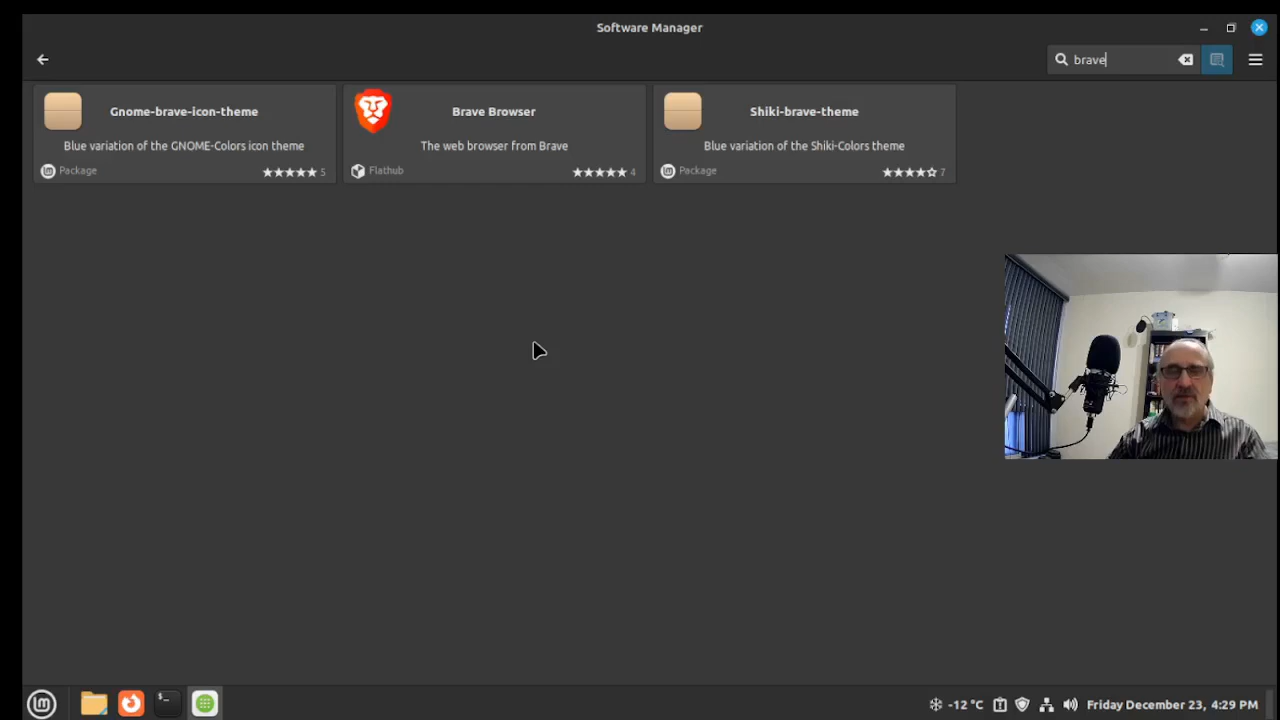 Software Manager
brave
Gnome-brave-icon-theme
Blue variation of the GNOME-Colors icon theme
Package
★★★★★ 5
Brave Browser
The web browser from Brave
Flathub
★★★★★ 4
Shiki-brave-theme
Blue variation of the Shiki-Colors theme
Package
★★★★☆ 7
$_
-12 °C
Friday December 23, 4:29 PM